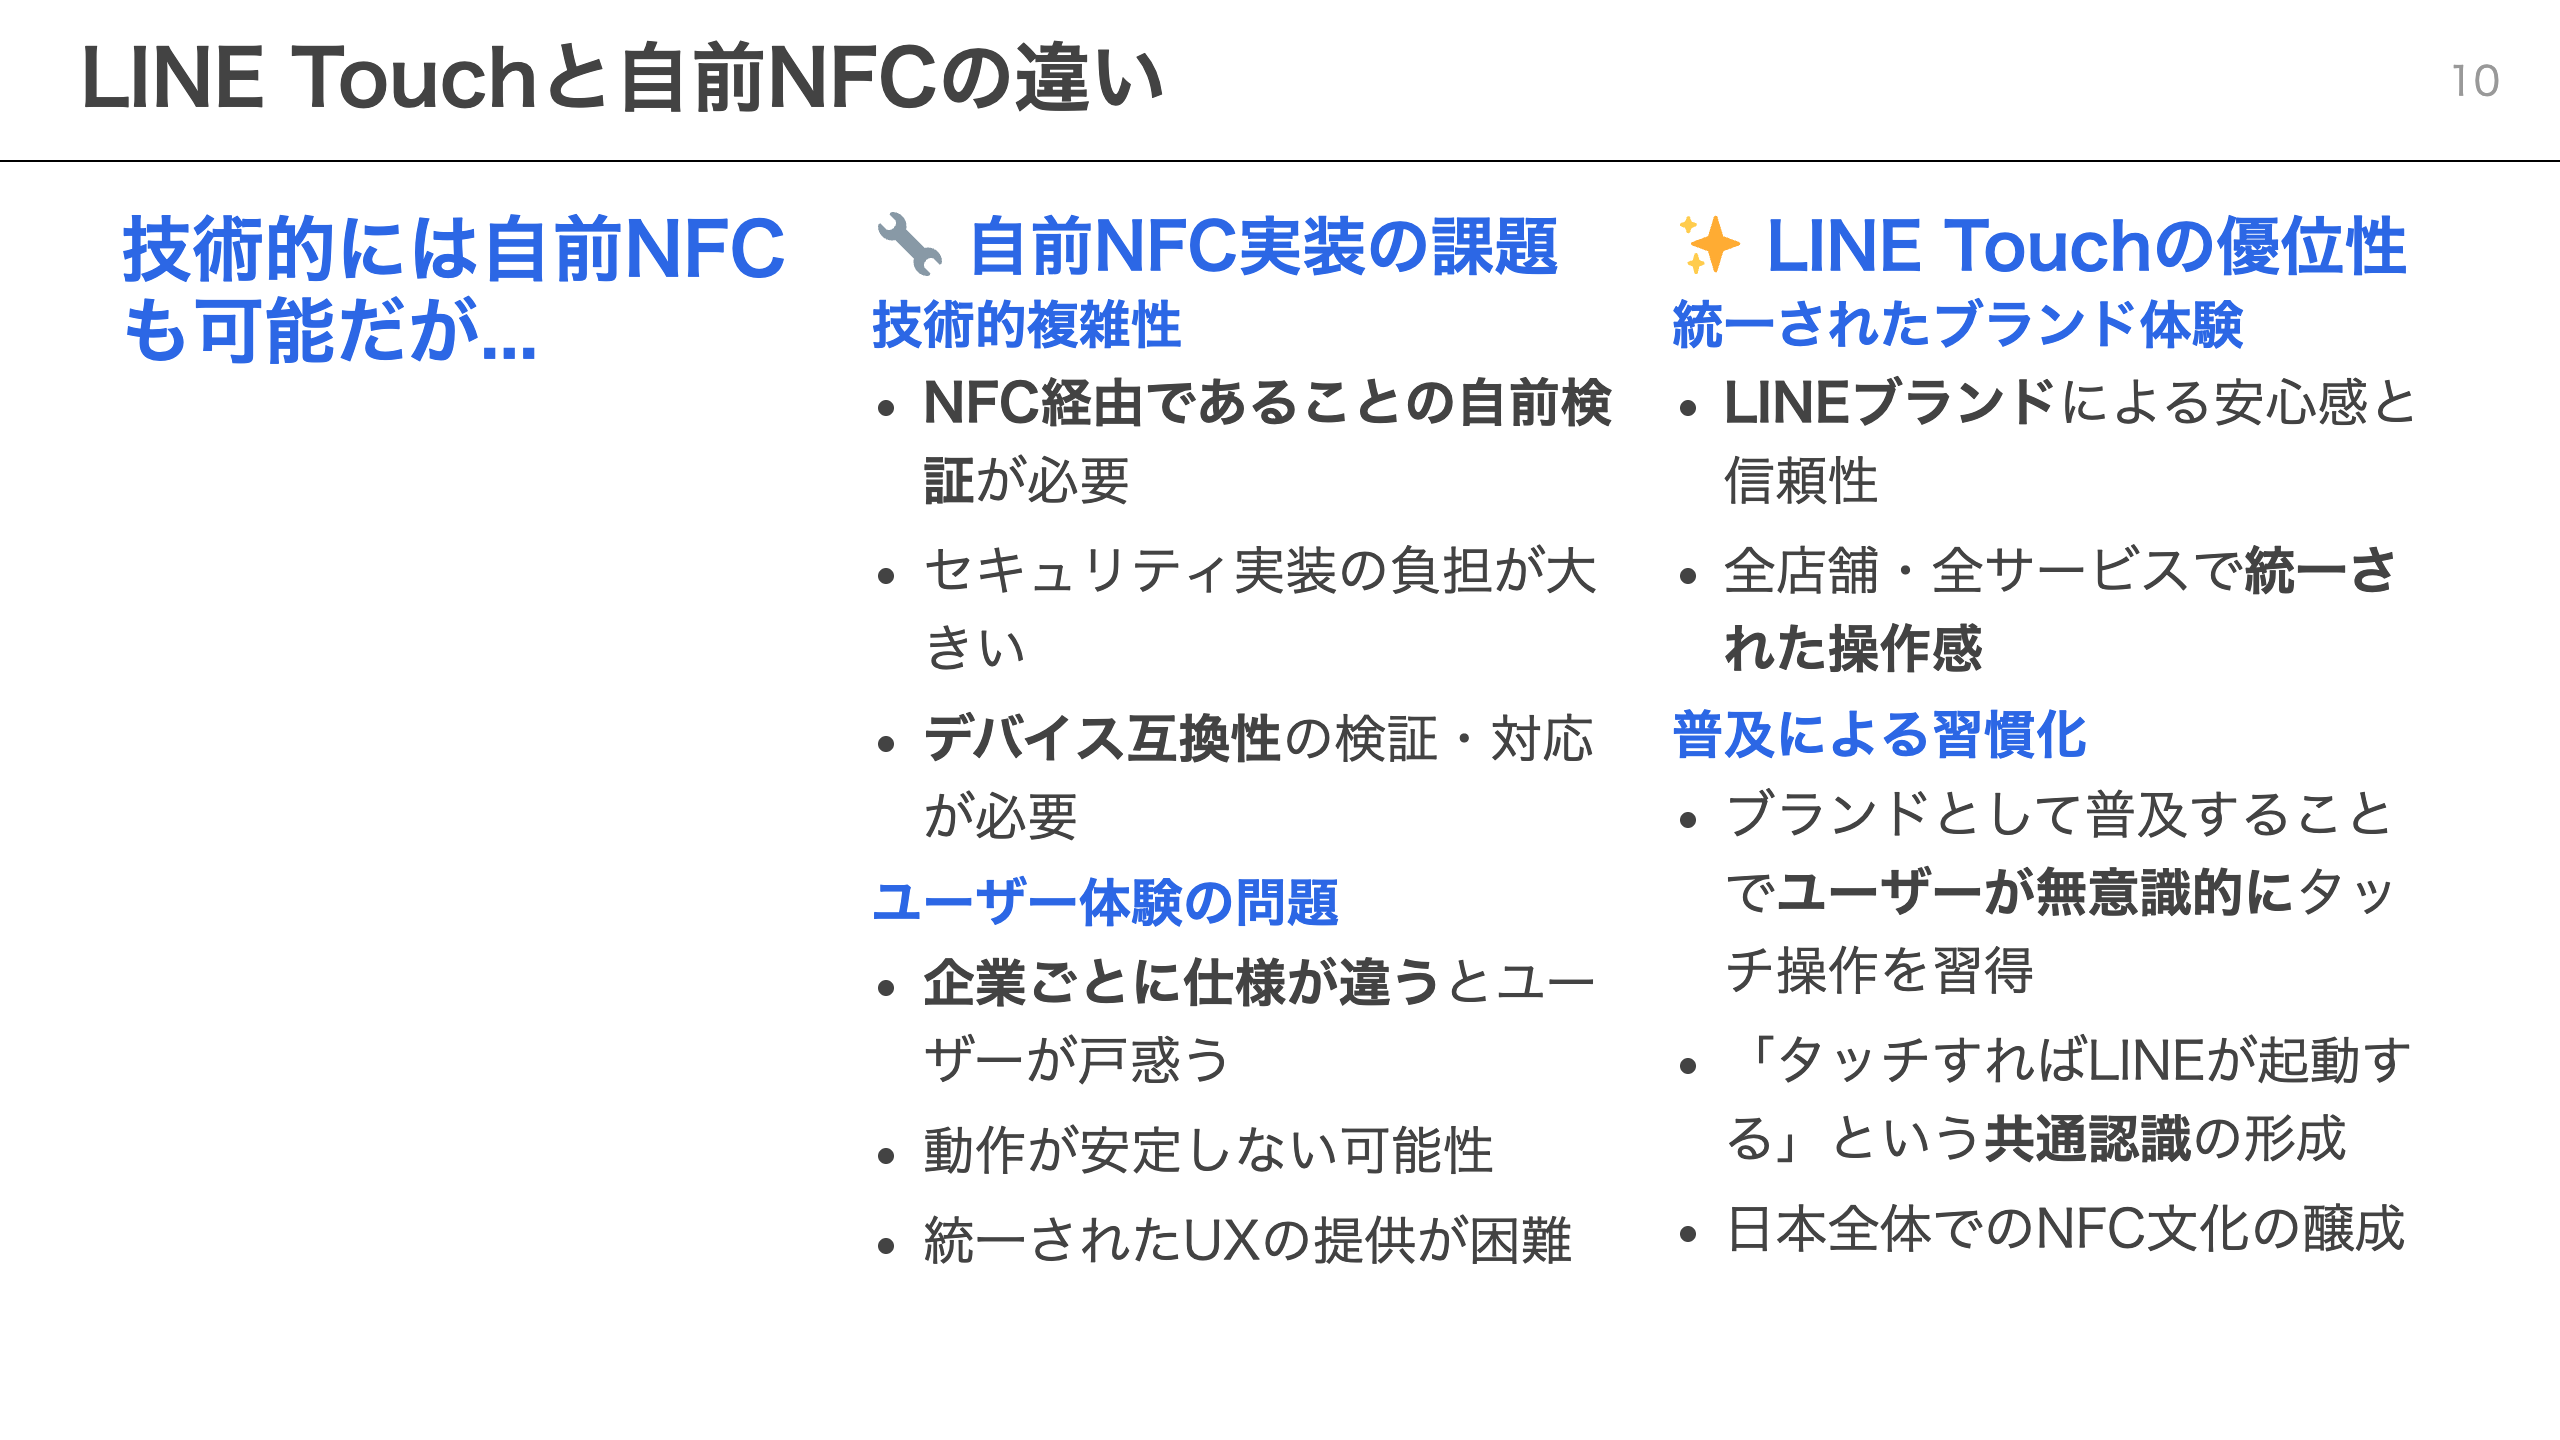 LINE Touchと自前NFCの違い
10
技術的には自前NFC
も可能だが...
🔧 自前NFC実装の課題
技術的複雑性
• NFC経由であることの自前検
証が必要
• セキュリティ実装の負担が大
きい
• デバイス互換性の検証・対応
が必要
ユーザー体験の問題
• 企業ごとに仕様が違うとユー
ザーが戸惑う
• 動作が安定しない可能性
• 統一されたUXの提供が困難
✨ LINE Touchの優位性
統一されたブランド体験
• LINEブランドによる安心感と
信頼性
• 全店舗・全サービスで統一さ
れた操作感
普及による習慣化
• ブランドとして普及すること
でユーザーが無意識的にタッ
チ操作を習得
• 「タッチすればLINEが起動す
る」という共通認識の形成
• 日本全体でのNFC文化の醸成